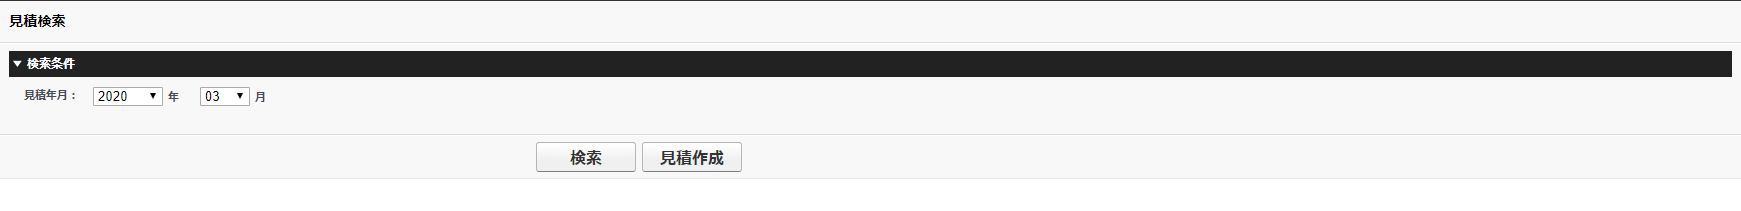 見積検索
▼ 検索条件
見積年月： 2020 ▼ 年 03 ▼ 月
検索 見積作成